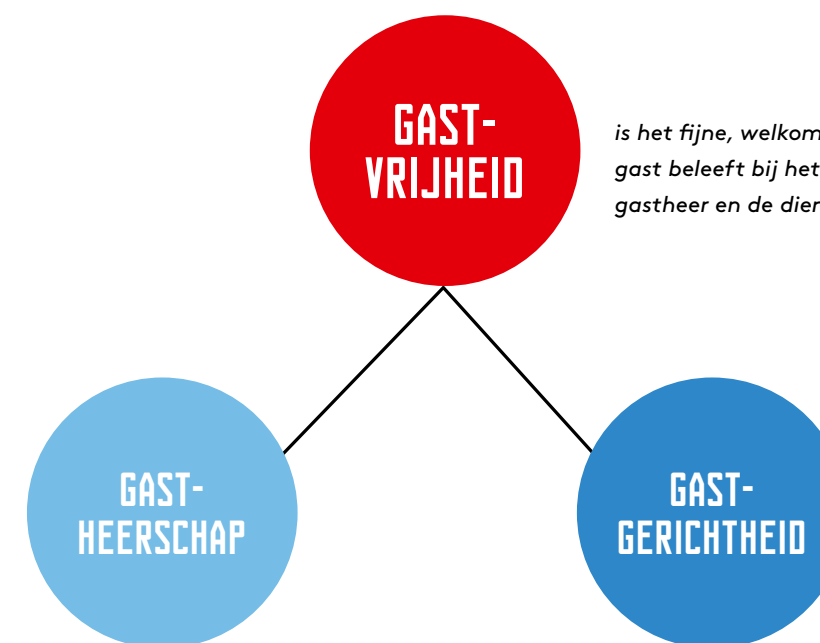 GAST-
VRIJHEID
is het fijne, welkom
gast beleeft bij het
gastheer en de dier
GAST-
HEERSCHAP
GAST-
GERICHTHEID